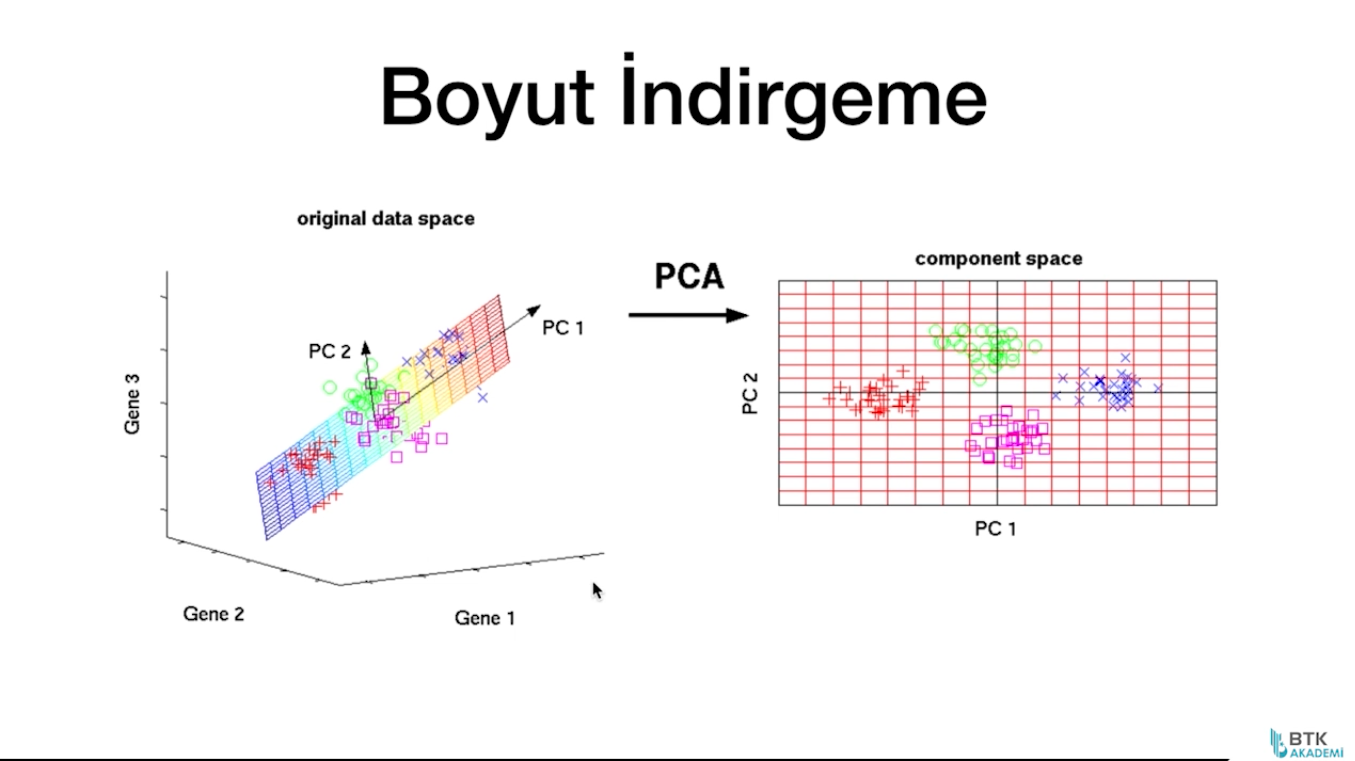 Boyut İndirgeme
original data space
PC 1
PC 2
Gene 3
Gene 2
Gene 1
PCA
component space
PC 2
PC 1
BTK
AKADEMİ